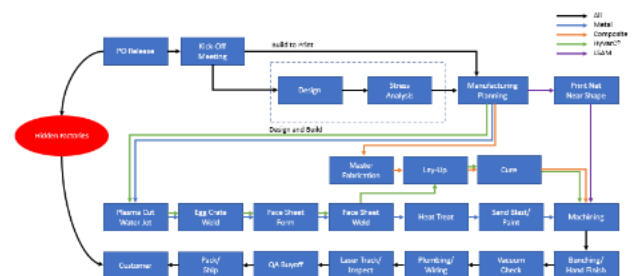 All
Metal
Composite
HyVarC®
LSAM
PO Release
Kick-Off
Meeting
Build to Print
Design
Stress
Analysis
Manufacturing
Planning
Print Net
Near Shape
Hidden Factories
Design and Build
Master
Fabrication
Lay-Up
Cure
Plasma Cut
Water Jet
Egg Crate
Weld
Face Sheet
Form
Face Sheet
Weld
Heat Treat
Sand Blast/
Paint
Machining
Customer
Pack/
Ship
QA Buyoff
Laser Track/
Inspect
Plumbing/
Wiring
Vacuum
Check
Benching/
Hand Finish